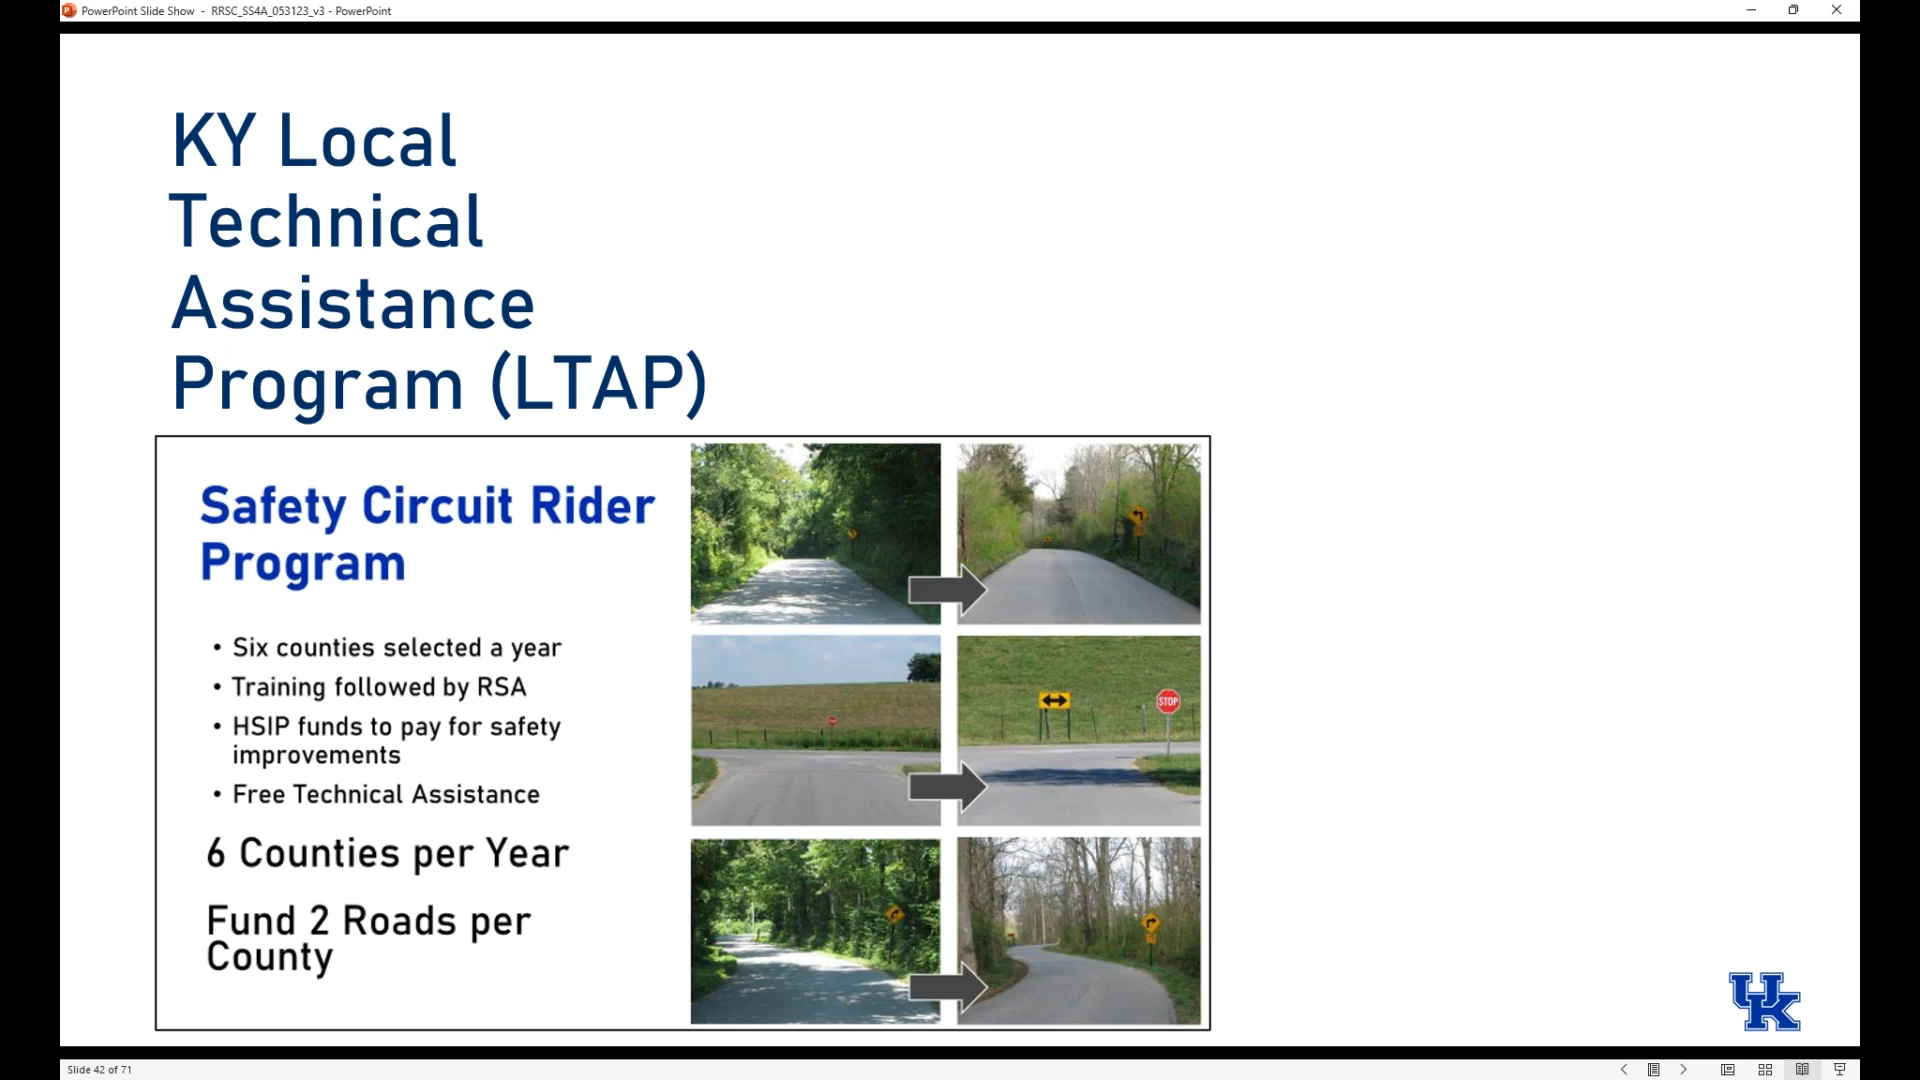 PowerPoint Slide Show - RRSC_SS4A_053123_v3 - PowerPoint
KY Local
Technical
Assistance
Program (LTAP)
Safety Circuit Rider
Program
• Six counties selected a year
• Training followed by RSA
• HSIP funds to pay for safety
improvements
• Free Technical Assistance
6 Counties per Year
Fund 2 Roads per
County
STOP
UK
Slide 42 of 71